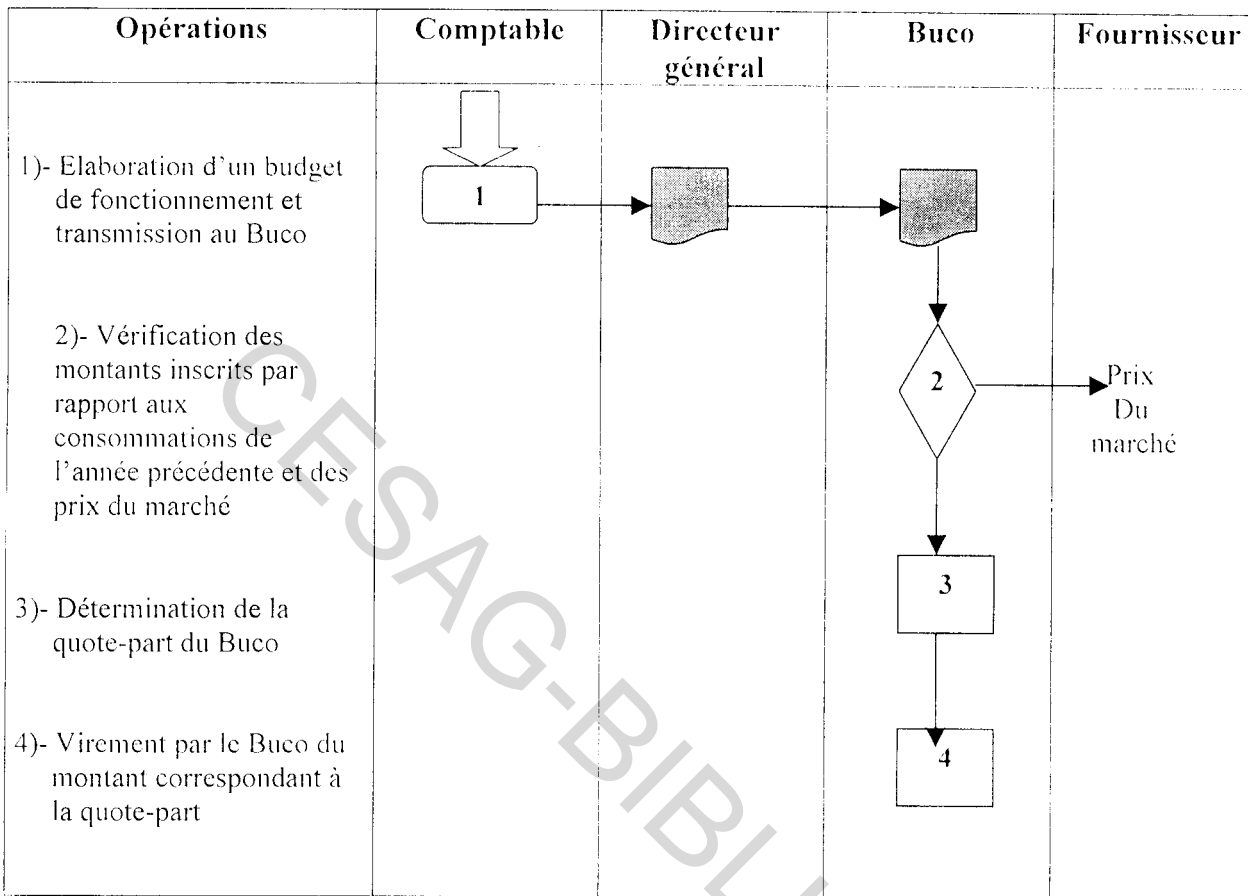 Opérations
Comptable
Directeur
général
Buco
Fournisseur
1)- Elaboration d'un budget
de fonctionnement et
transmission au Buco
1
2)- Vérification des
montants inscrits par
rapport aux
consommations de
l'année précédente et des
prix du marché
2
Prix
Du
marché
3)- Détermination de la
quote-part du Buco
3
4)- Virement par le Buco du
montant correspondant à
la quote-part
4
CESAG-BIBLI